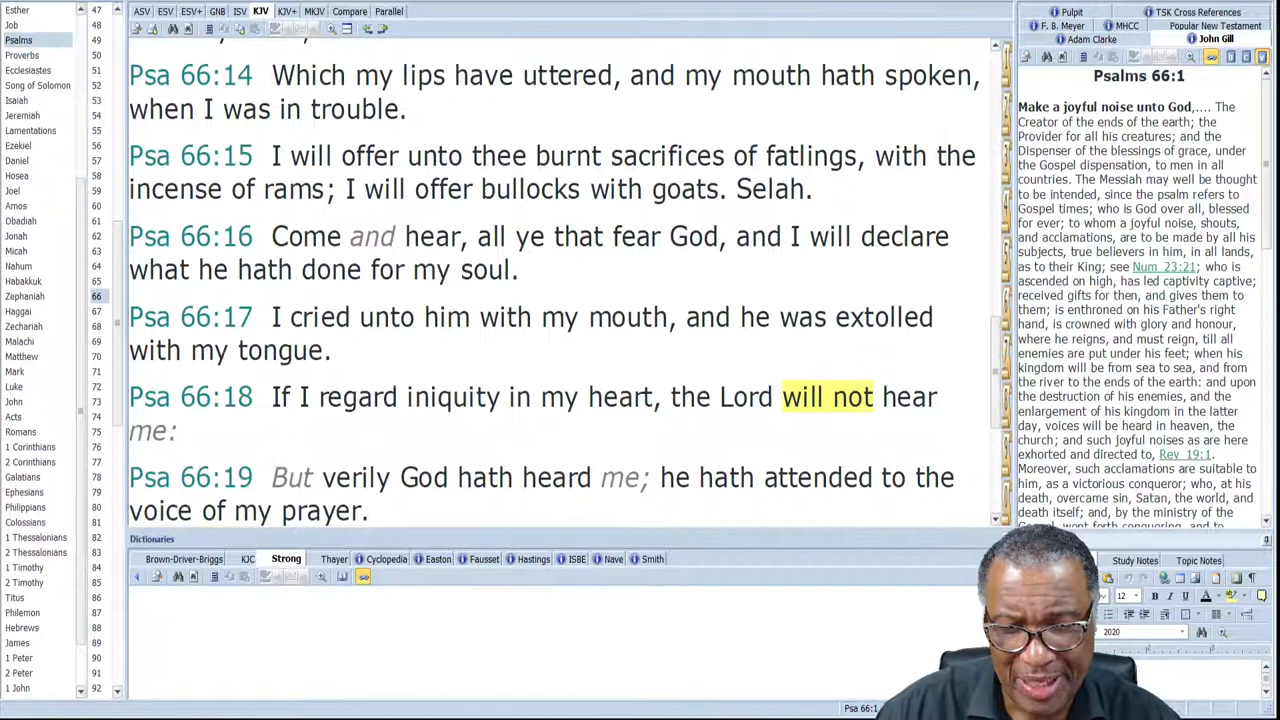 ASV ESV ESV+ GNB ISV KJV KJV+ MKJV Compare Parallel
Esther 47
Job 48
Psalms 49
Proverbs 50
Ecclesiastes 51
Song of Solomon 52
Isaiah 53
Jeremiah 54
Lamentations 55
Ezekiel 56
Daniel 57
Hosea 58
Joel 59
Amos 60
Obadiah 61
Jonah 62
Micah 63
Nahum 64
Habakkuk 65
Zephaniah 66
Haggai 67
Zechariah 68
Malachi 69
Matthew 70
Mark 71
Luke 72
John 73
Acts 74
Romans 75
1 Corinthians 76
2 Corinthians 77
Galatians 78
Ephesians 79
Philippians 80
Colossians 81
1 Thessalonians 82
2 Thessalonians 83
1 Timothy 84
2 Timothy 85
Titus 86
Philemon 87
Hebrews 88
James 89
1 Peter 90
2 Peter 91
1 John 92
Psa 66:14 Which my lips have uttered, and my mouth hath spoken,
when I was in trouble.
Psa 66:15 I will offer unto thee burnt sacrifices of fatlings, with the
incense of rams; I will offer bullocks with goats. Selah.
Psa 66:16 Come and hear, all ye that fear God, and I will declare
what he hath done for my soul.
Psa 66:17 I cried unto him with my mouth, and he was extolled
with my tongue.
Psa 66:18 If I regard iniquity in my heart, the Lord will not hear
me:
Psa 66:19 But verily God hath heard me; he hath attended to the
voice of my prayer.
Dictionaries
Brown-Driver-Briggs KJC Strong Thayer Cyclopedia Easton Fausset Hastings ISBE Nave Smith
Pulpit TSK Cross References
F. B. Meyer MHCC Popular New Testament
Adam Clarke John Gill
Psalms 66:1
Make a joyful noise unto God,.... The
Creator of the ends of the earth; the
Provider for all his creatures; and the
Dispenser of the blessings of grace, under
the Gospel dispensation, to men in all
countries. The Messiah may well be thought
to be intended, since the psalm refers to
Gospel times; who is God over all, blessed
for ever; to whom a joyful noise, shouts,
and acclamations, are to be made by all his
subjects, true believers in him, in all lands,
as to their King; see Num_23:21; who is
ascended on high, has led captivity captive;
received gifts for then, and gives them to
them; is enthroned on his Father's right
hand, is crowned with glory and honour,
where he reigns, and must reign, till all
enemies are put under his feet; when his
kingdom will be from sea to sea, and from
the river to the ends of the earth: and upon
the destruction of his enemies, and the
enlargement of his kingdom in the latter
day, voices will be heard in heaven, the
church; and such joyful noises as are here
exhorted and directed to, Rev_19:1.
Moreover, such acclamations are suitable to
him, as a victorious conqueror; who, at his
death, overcame sin, Satan, the world, and
death itself; and, by the ministry of the
Gospel, went forth conquering, and to
Study Notes Topic Notes
12 B I U A
2020
Psa 66:1